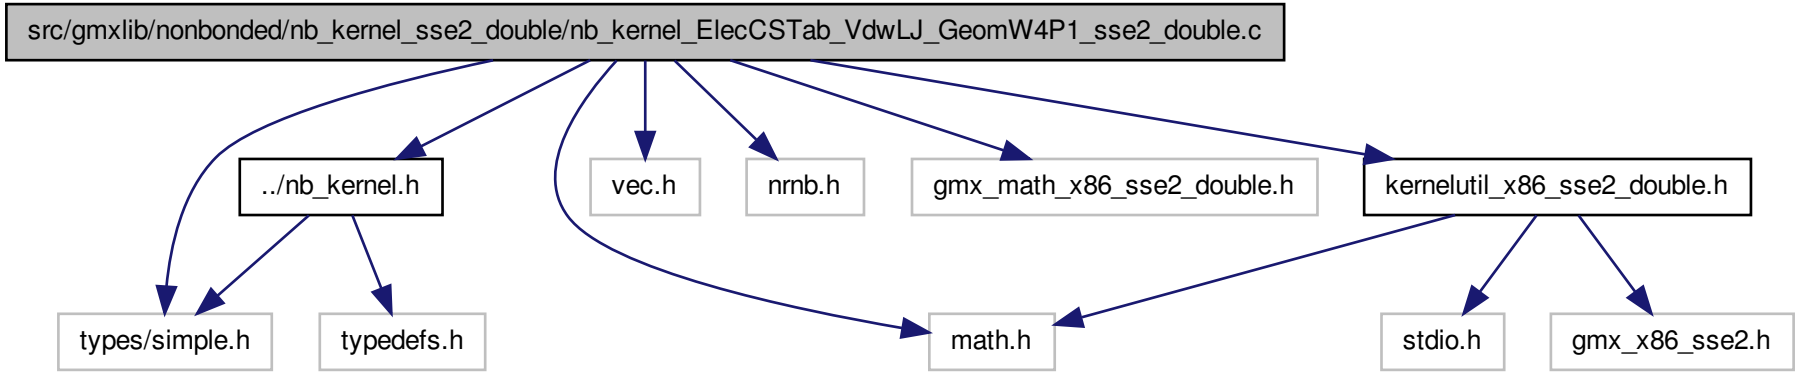 src/gmxlib/nonbonded/nb_kernel_sse2_double/nb_kernel_ElecCSTab_VdwLJ_GeomW4P1_sse2_double.c
../nb_kernel.h
vec.h
nrnb.h
gmx_math_x86_sse2_double.h
kernelutil_x86_sse2_double.h
types/simple.h
typedefs.h
math.h
stdio.h
gmx_x86_sse2.h